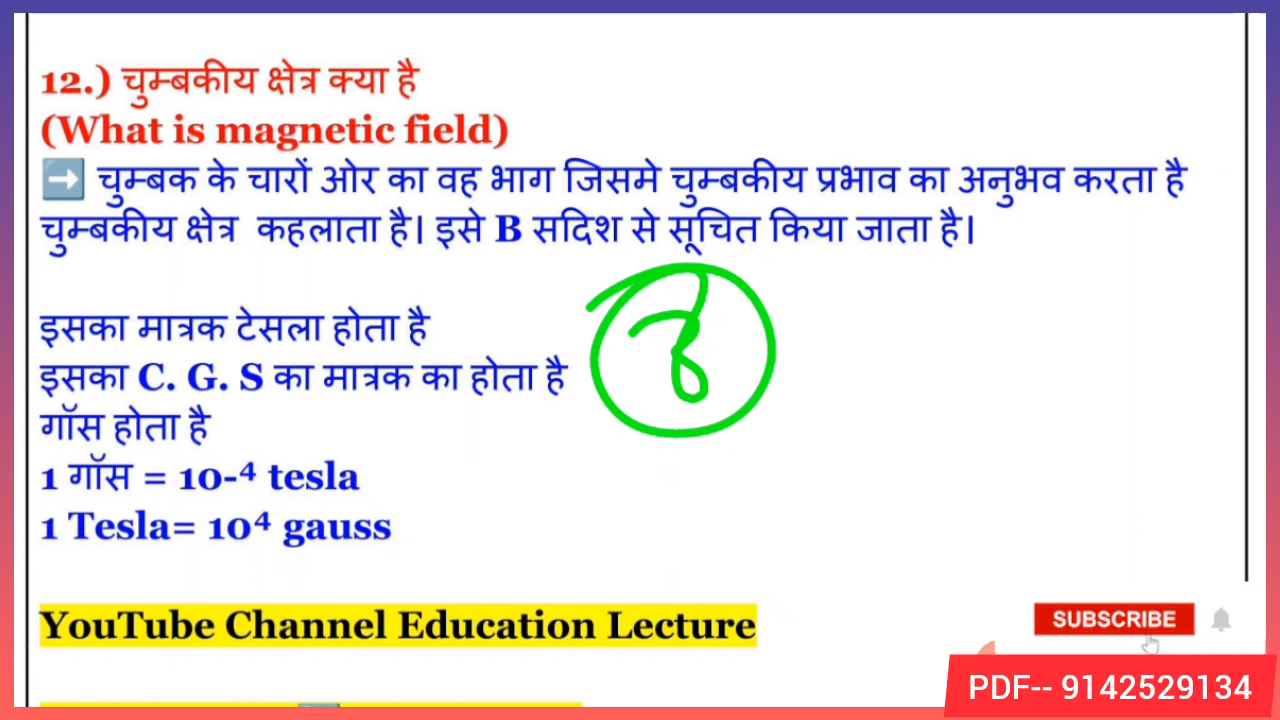 12.) चुम्बकीय क्षेत्र क्या है
(What is magnetic field)
➡️ चुम्बक के चारों ओर का वह भाग जिसमे चुम्बकीय प्रभाव का अनुभव करता है
चुम्बकीय क्षेत्र कहलाता है। इसे B सदिश से सूचित किया जाता है।
इसका मात्रक टेसला होता है
इसका C. G. S का मात्रक का होता है
गॉस होता है
1 गॉस = 10-⁴ tesla
1 Tesla= 10⁴ gauss
YouTube Channel Education Lecture
SUBSCRIBE
PDF-- 9142529134